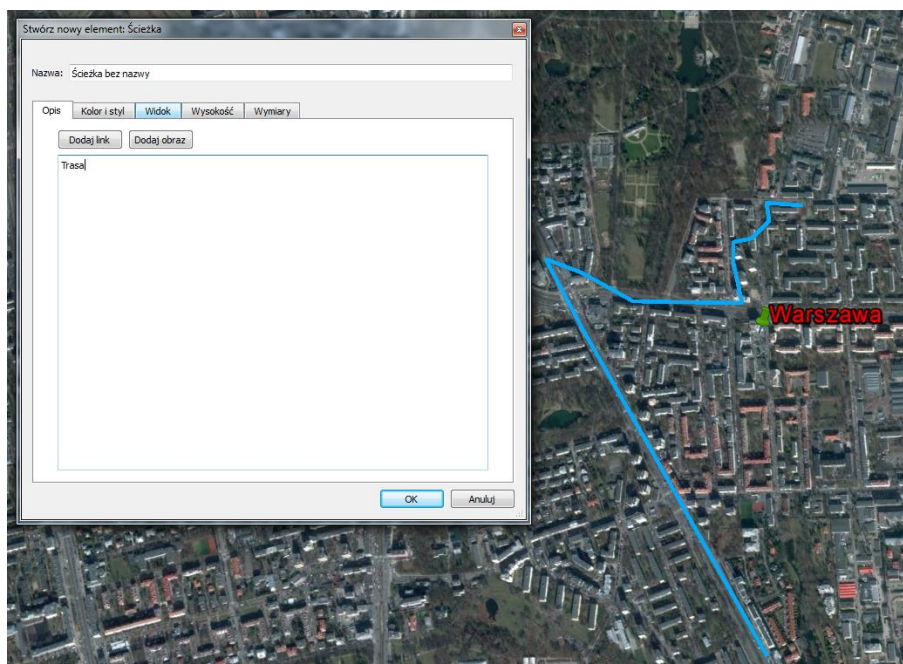 Stwórz nowy element: Ścieżka
Nazwa: Ścieżka bez nazwy
Opis Kolor i styl Widok Wysokość Wymiary
Dodaj link Dodaj obraz
Trasa
Warszawa
OK Anuluj